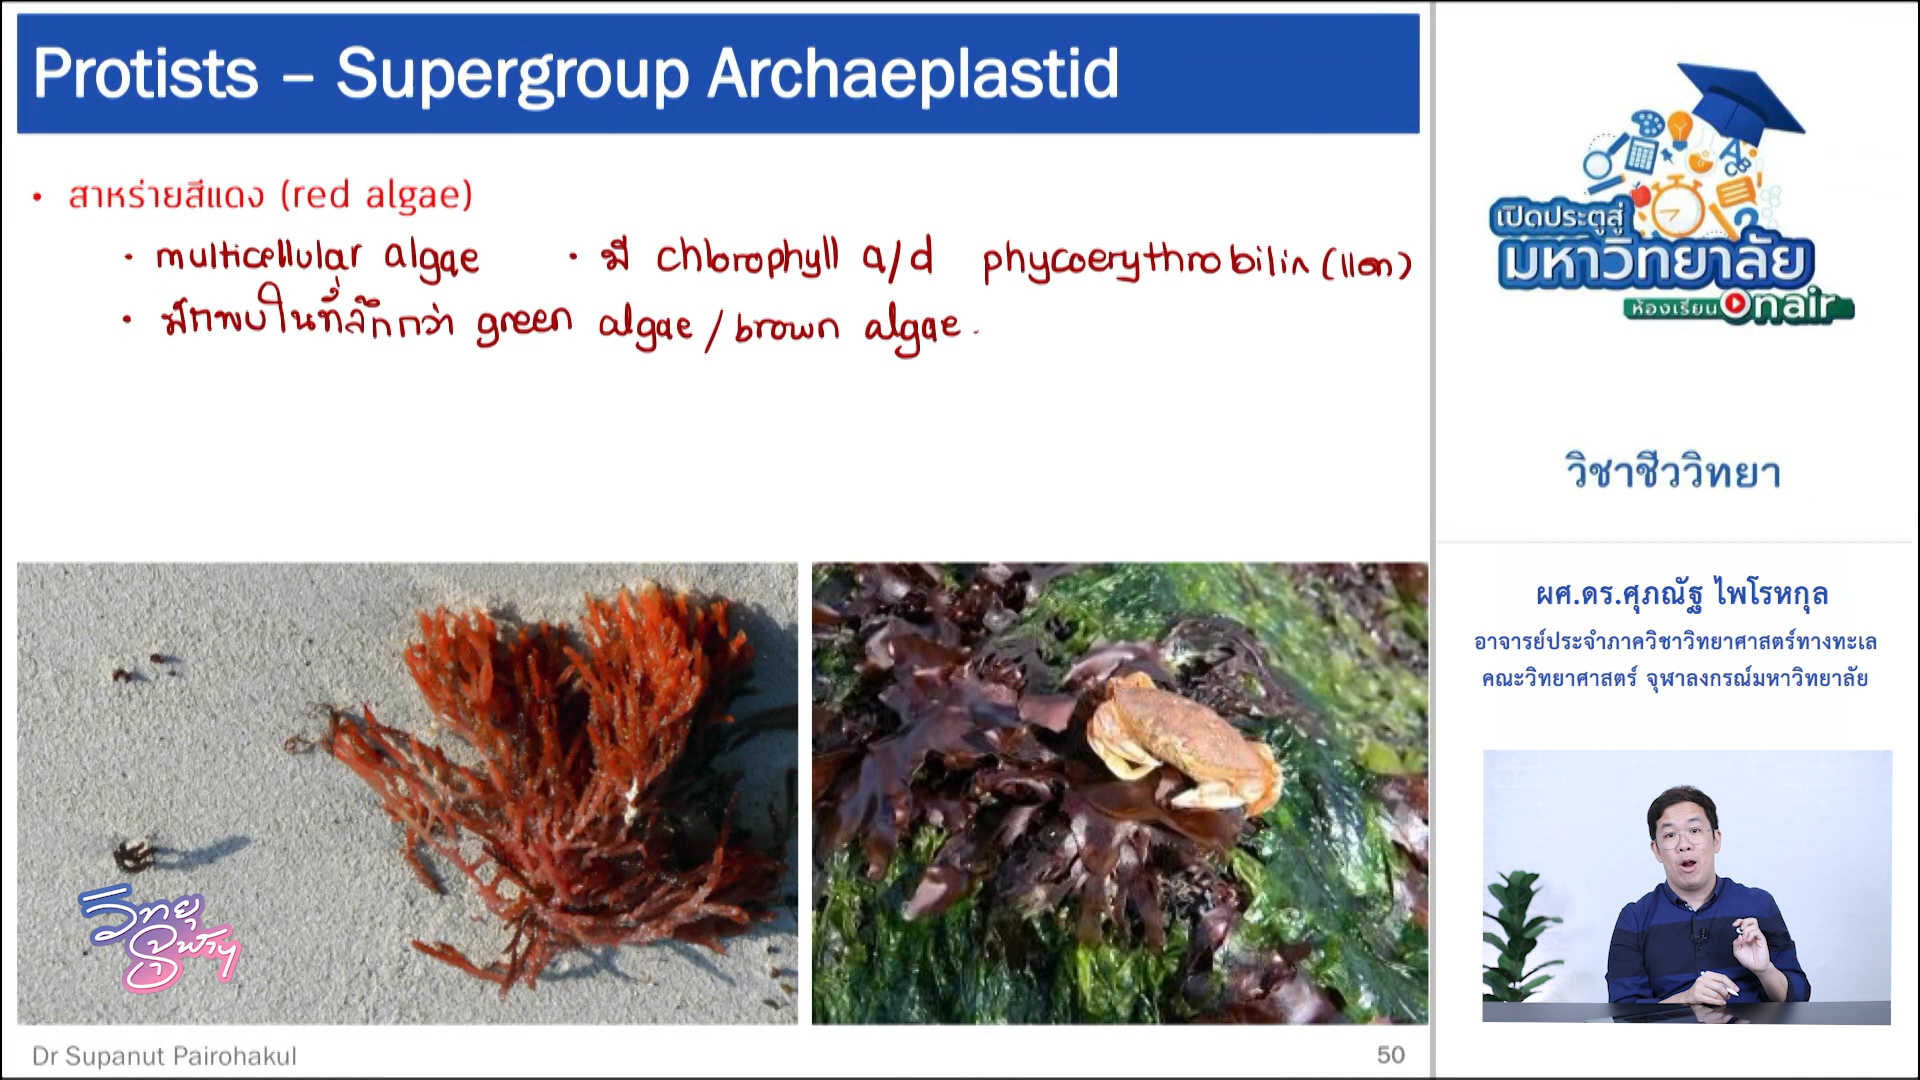 Protists – Supergroup Archaeplastid
• สาหร่ายสีแดง (red algae)
• multicellular algae • มี chlorophyll a/d phycoerythrobilin (แดง)
• มักพบในที่ลึกกว่า green algae / brown algae.
วิทยุ
จุฬาฯ
Dr Supanut Pairohakul
50
เปิดประตูสู่
มหาวิทยาลัย
ห้องเรียน Onair
วิชาชีววิทยา
ผศ.ดร.ศุภณัฐ ไพโรหกุล
อาจารย์ประจำภาควิชาวิทยาศาสตร์ทางทะเล
คณะวิทยาศาสตร์ จุฬาลงกรณ์มหาวิทยาลัย